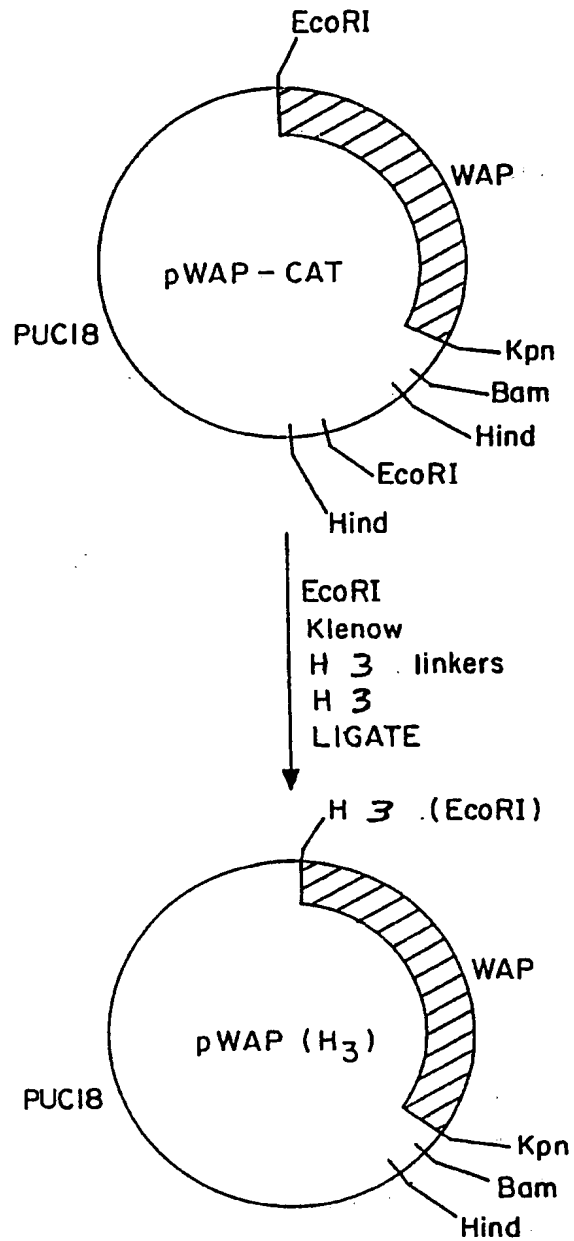 EcoRI
WAP
pWAP-CAT
PUC18
Kpn
Bam
Hind
EcoRI
Hind
EcoRI
Klenow
H 3 linkers
H 3
LIGATE
H 3 (EcoRI)
WAP
pWAP (H3)
PUC18
Kpn
Bam
Hind